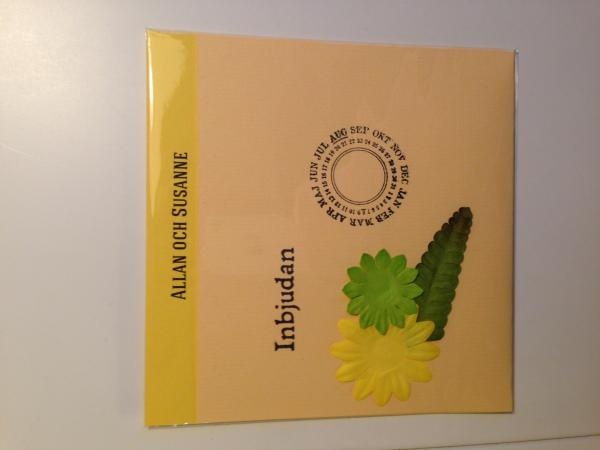 ALLAN OCH SUSANNE
JAN FEB MAR APR MAJ JUN JUL AUG SEP OKT NOV DEC
Inbjudan